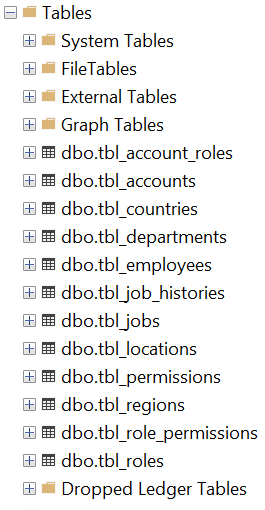 Tables
System Tables
FileTables
External Tables
Graph Tables
dbo.tbl_account_roles
dbo.tbl_accounts
dbo.tbl_countries
dbo.tbl_departments
dbo.tbl_employees
dbo.tbl_job_histories
dbo.tbl_jobs
dbo.tbl_locations
dbo.tbl_permissions
dbo.tbl_regions
dbo.tbl_role_permissions
dbo.tbl_roles
Dropped Ledger Tables